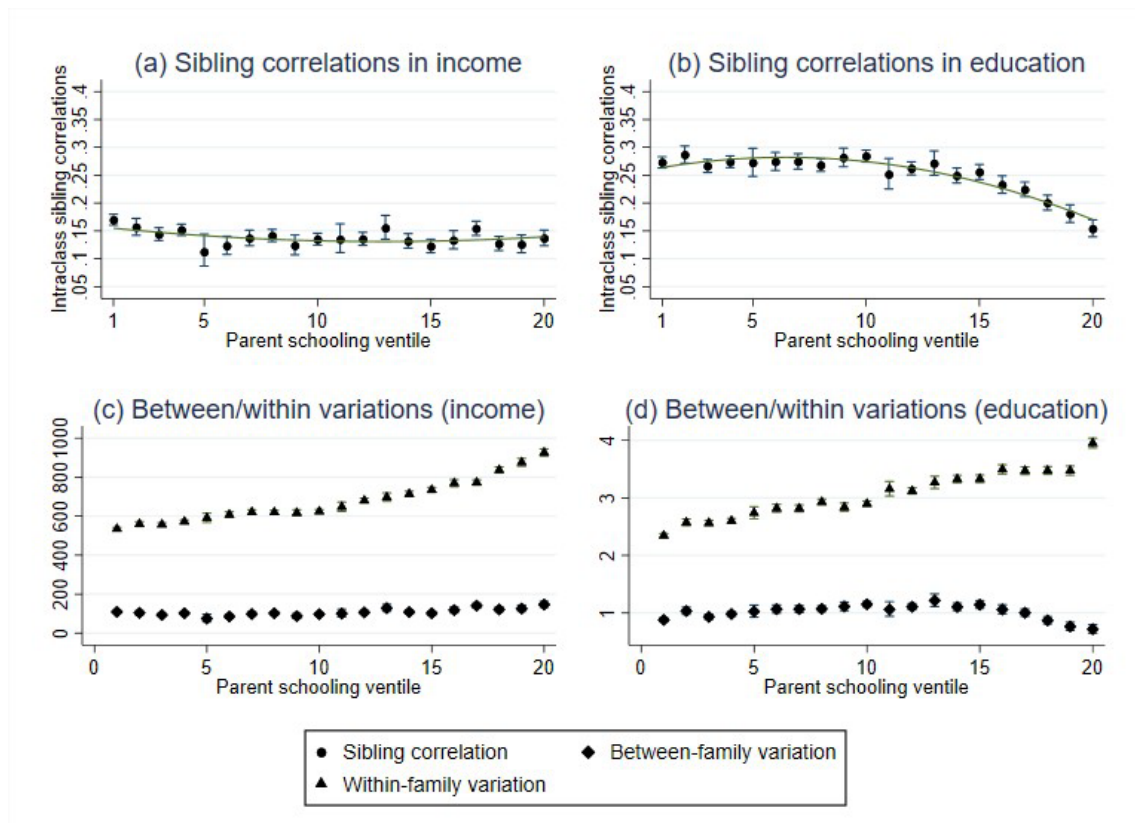 (a) Sibling correlations in income
Intraclass sibling correlations
.05 .1 .15 .2 .25 .3 .35 .4
1 5 10 15 20
Parent schooling ventile
(b) Sibling correlations in education
Intraclass sibling correlations
.05 .1 .15 .2 .25 .3 .35 .4
1 5 10 15 20
Parent schooling ventile
(c) Between/within variations (income)
0 200 400 600 800 1000
0 5 10 15 20
Parent schooling ventile
(d) Between/within variations (education)
1 2 3 4
0 5 10 15 20
Parent schooling ventile
Sibling correlation
Between-family variation
Within-family variation